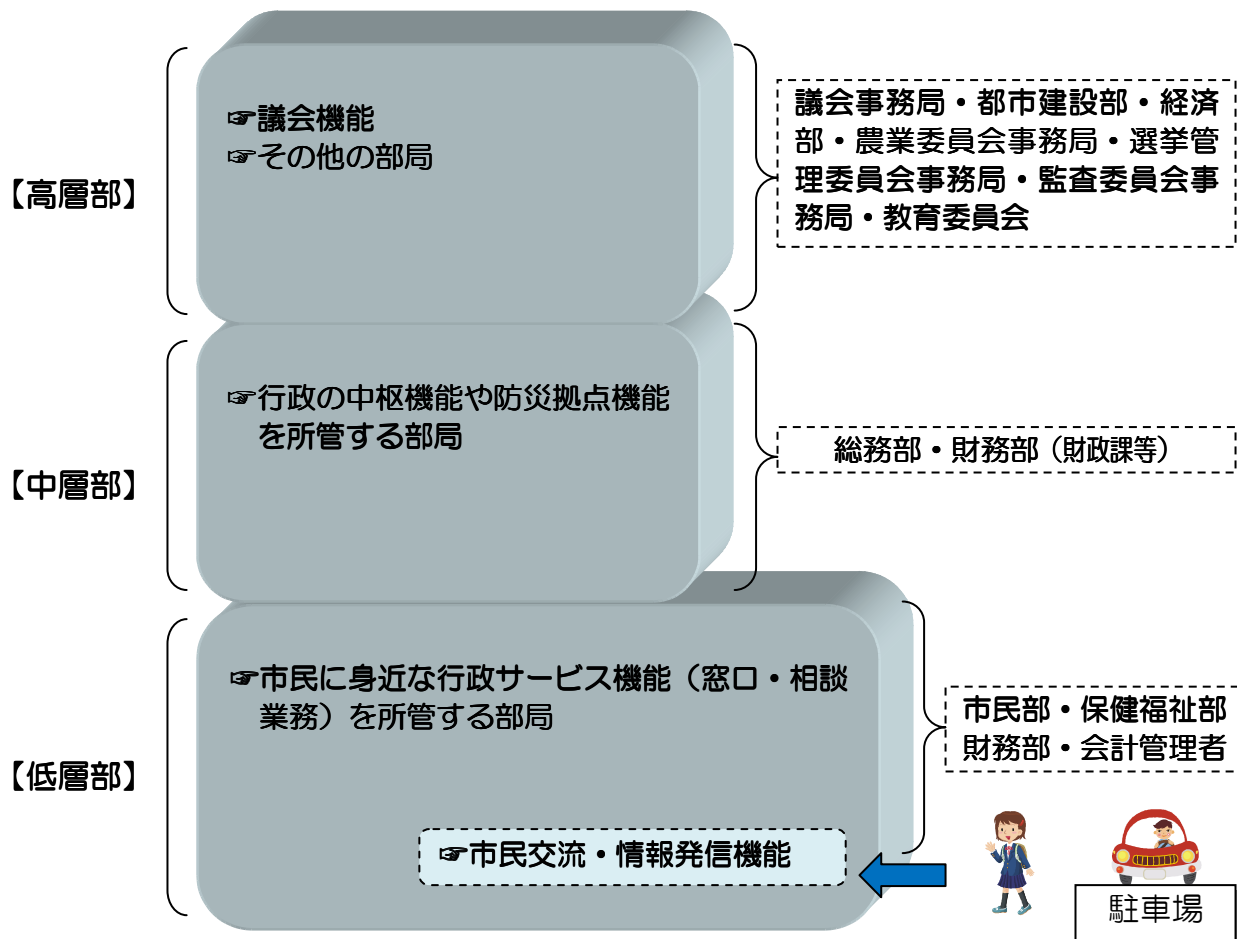 【高層部】
☞議会機能
☞その他の部局
議会事務局・都市建設部・経済
部・農業委員会事務局・選挙管
理委員会事務局・監査委員会事
務局・教育委員会
【中層部】
☞行政の中枢機能や防災拠点機能
を所管する部局
総務部・財務部（財政課等）
【低層部】
☞市民に身近な行政サービス機能（窓口・相談
業務）を所管する部局
市民部・保健福祉部
財務部・会計管理者
☞市民交流・情報発信機能
駐車場